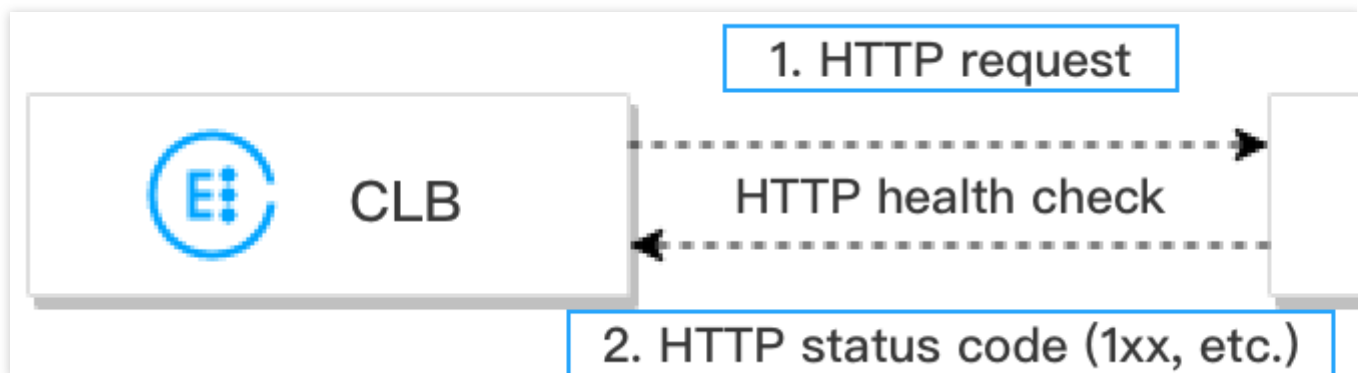 1. HTTP request
CLB
HTTP health check
2. HTTP status code (1xx, etc.)